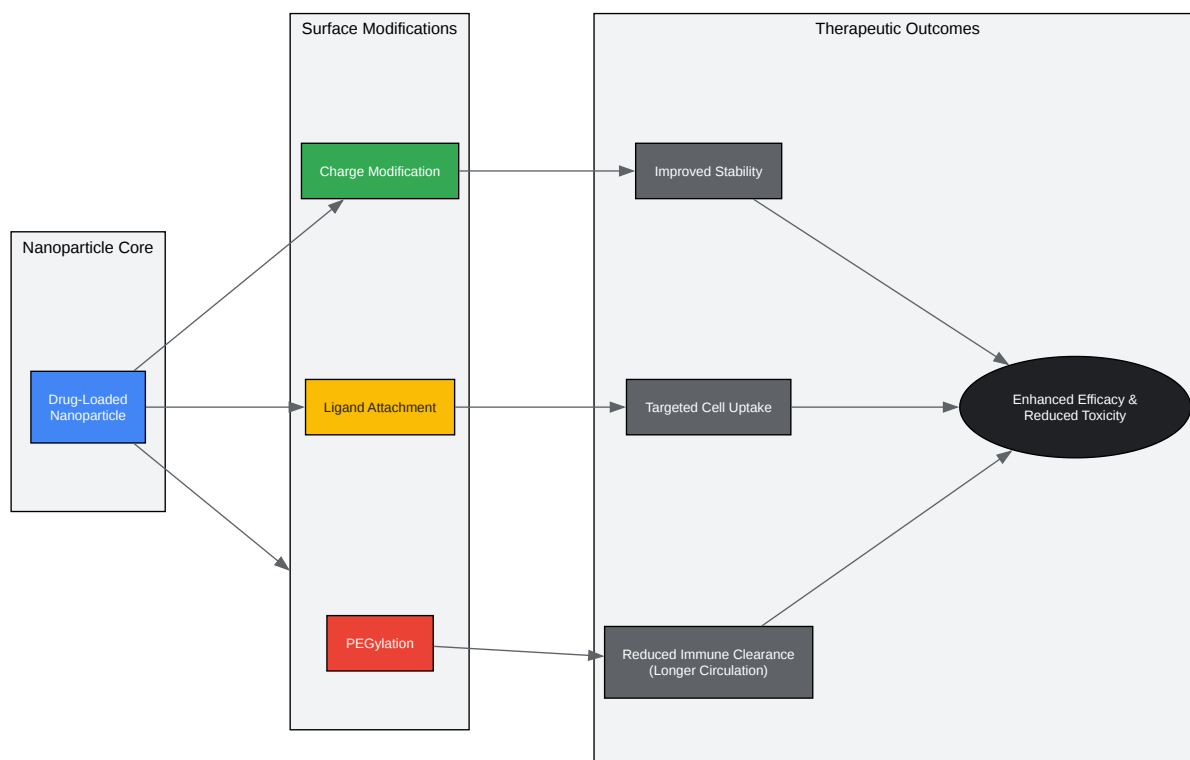 Surface Modifications
Therapeutic Outcomes
Charge Modification
Improved Stability
Nanoparticle Core
Drug-Loaded
Nanoparticle
Ligand Attachment
Targeted Cell Uptake
Enhanced Efficacy &
Reduced Toxicity
PEGylation
Reduced Immune Clearance
(Longer Circulation)